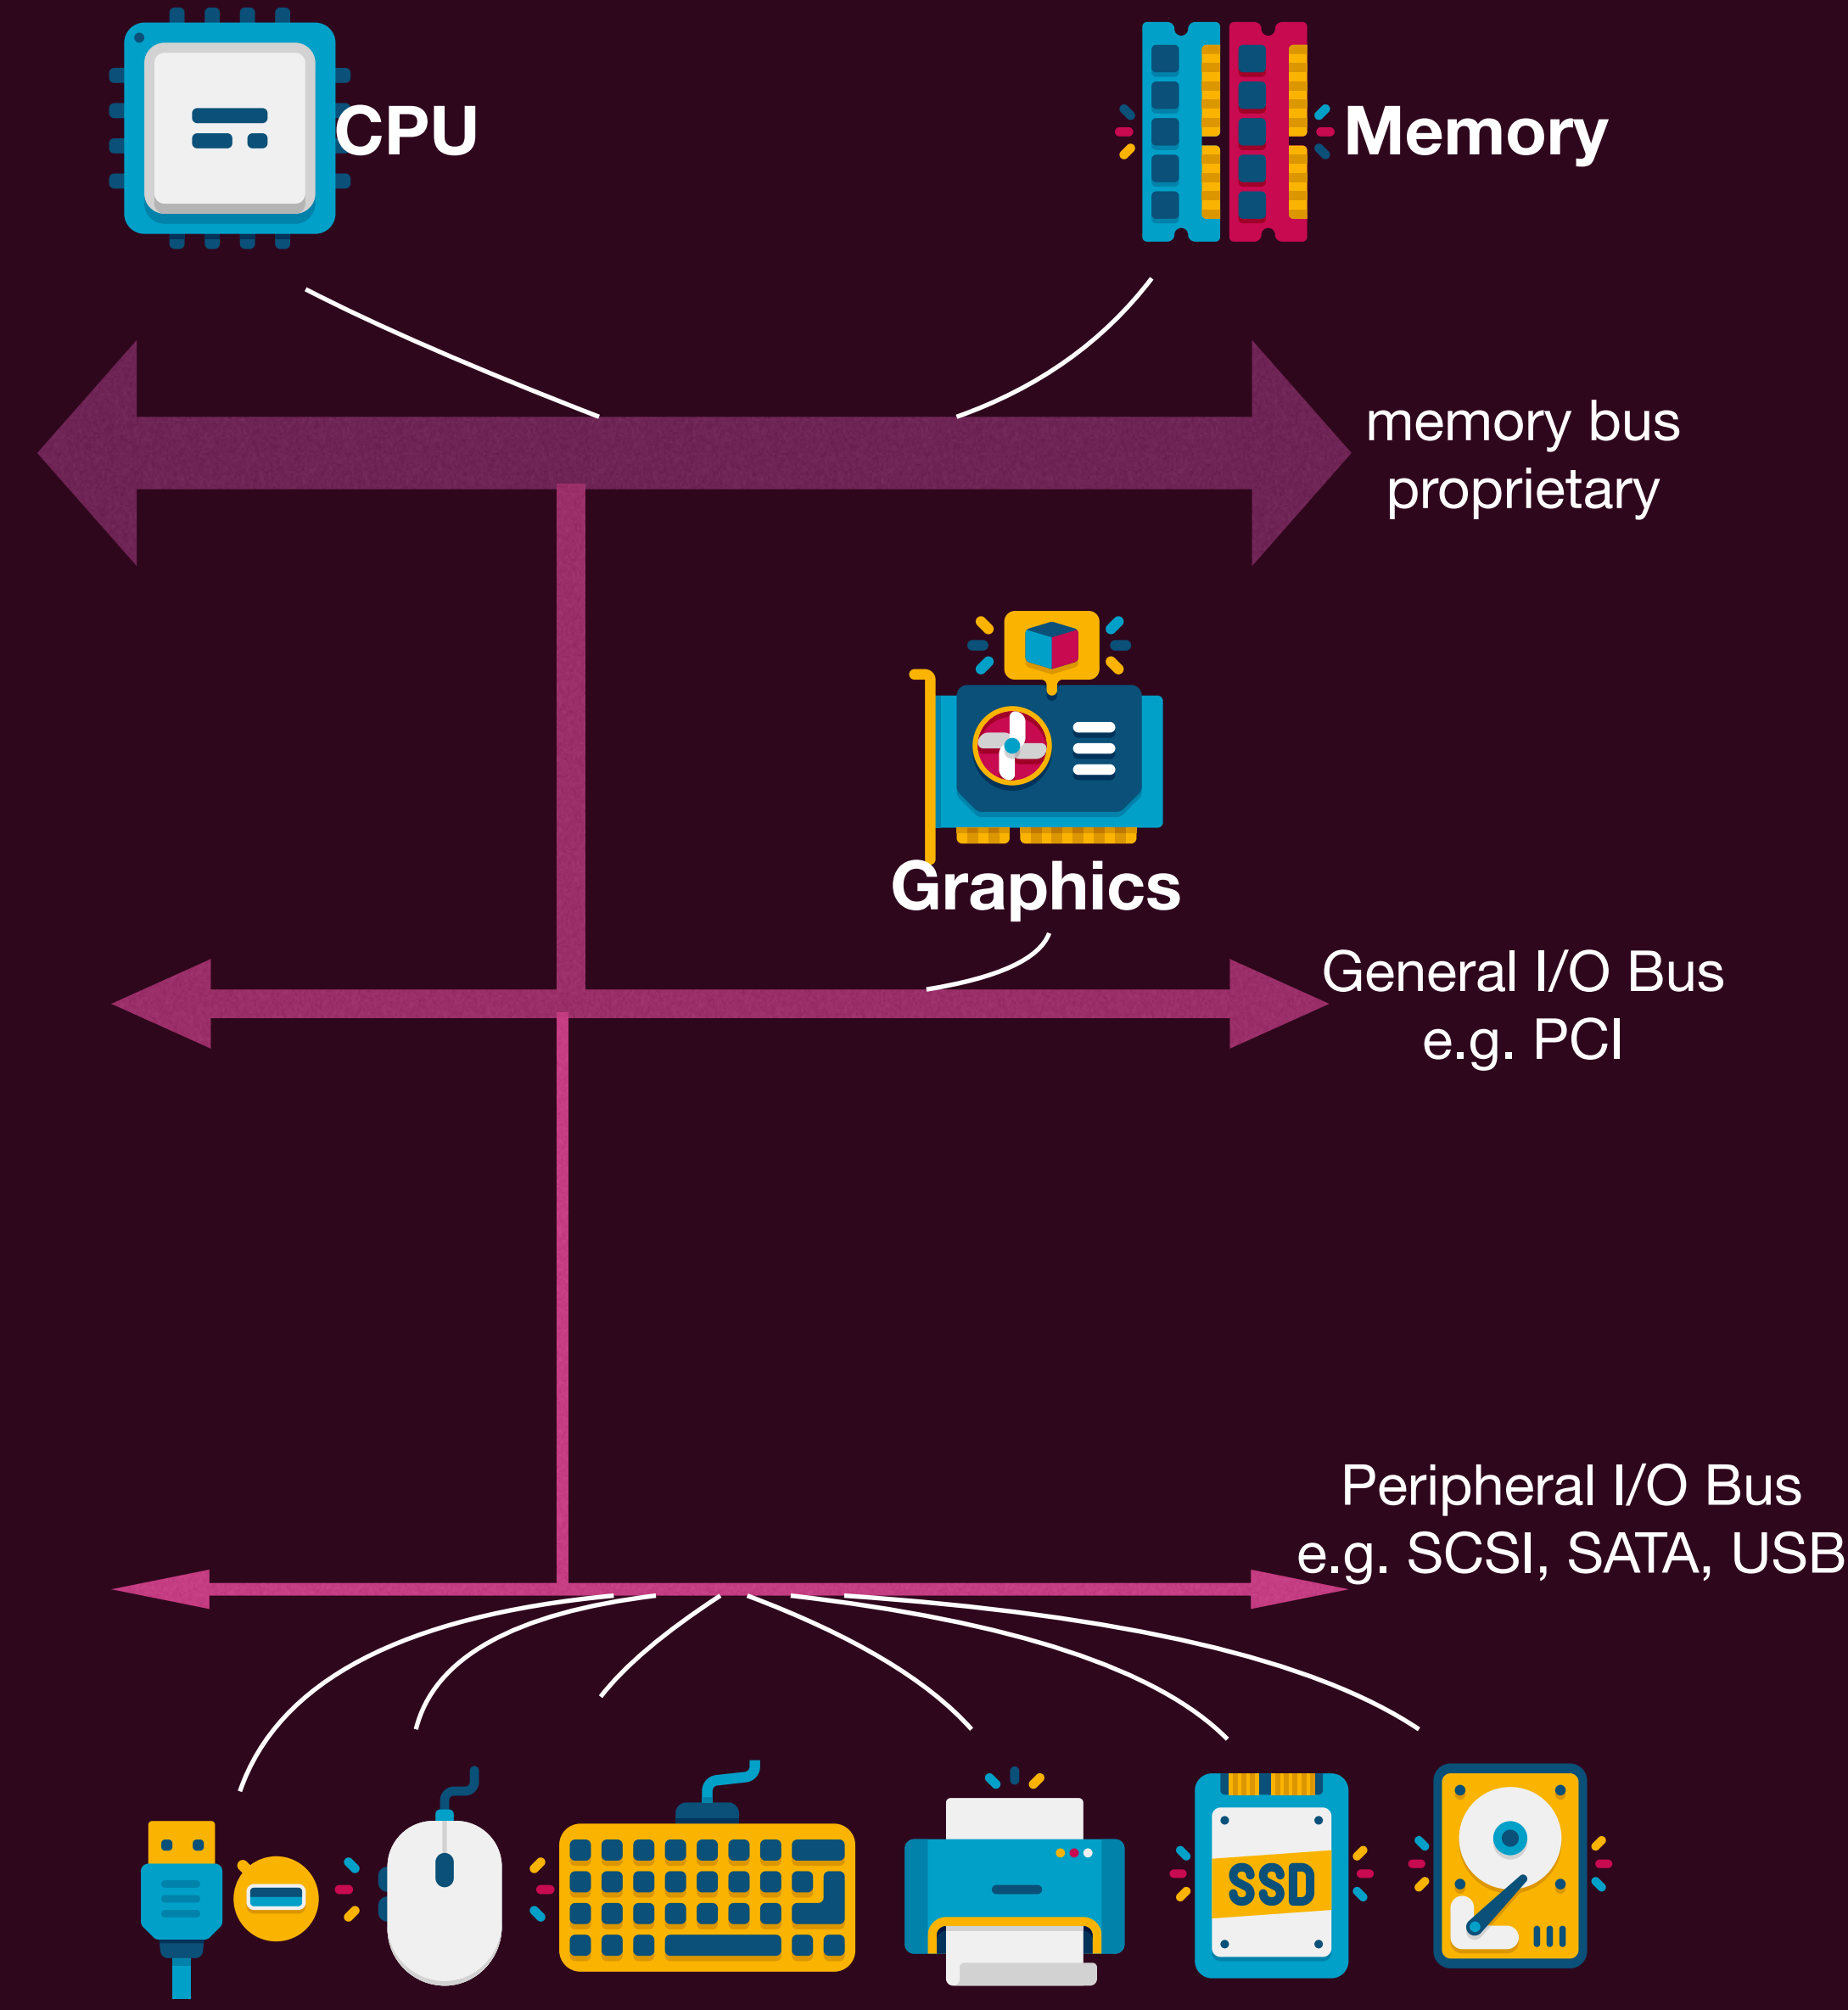 CPU
Memory
memory bus
proprietary
Graphics
General I/O Bus
e.g. PCI
Peripheral I/O Bus
e.g. SCSI, SATA, USB
SSD